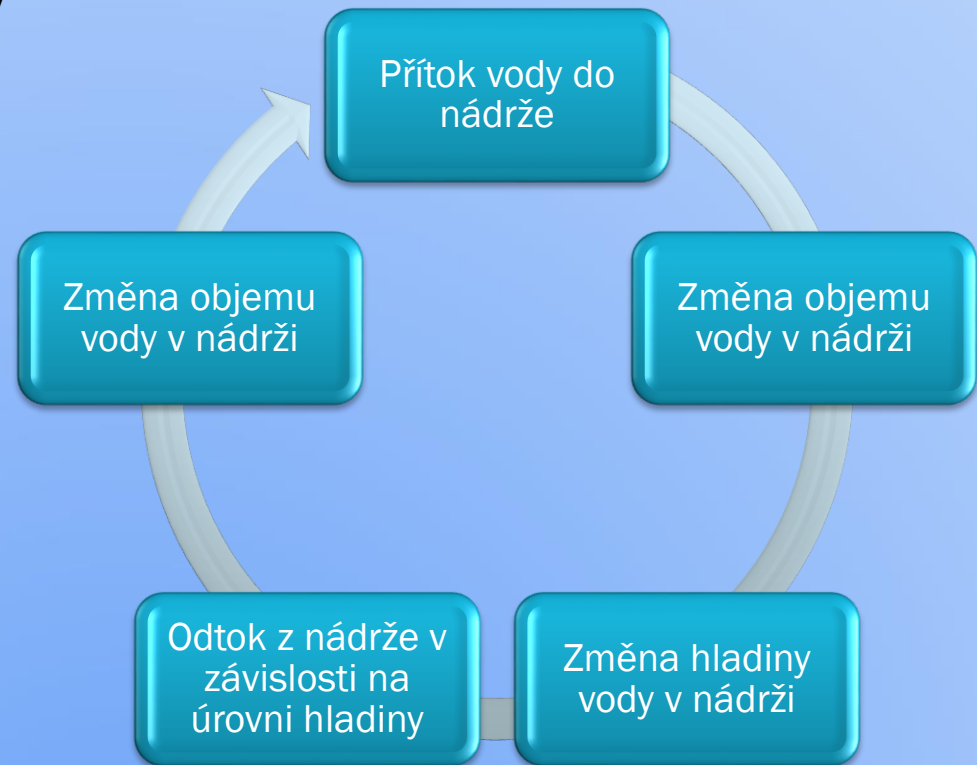 Přítok vody do
nádrže
Změna objemu
vody v nádrži
Změna hladiny
vody v nádrži
Odtok z nádrže v
závislosti na
úrovni hladiny
Změna objemu
vody v nádrži